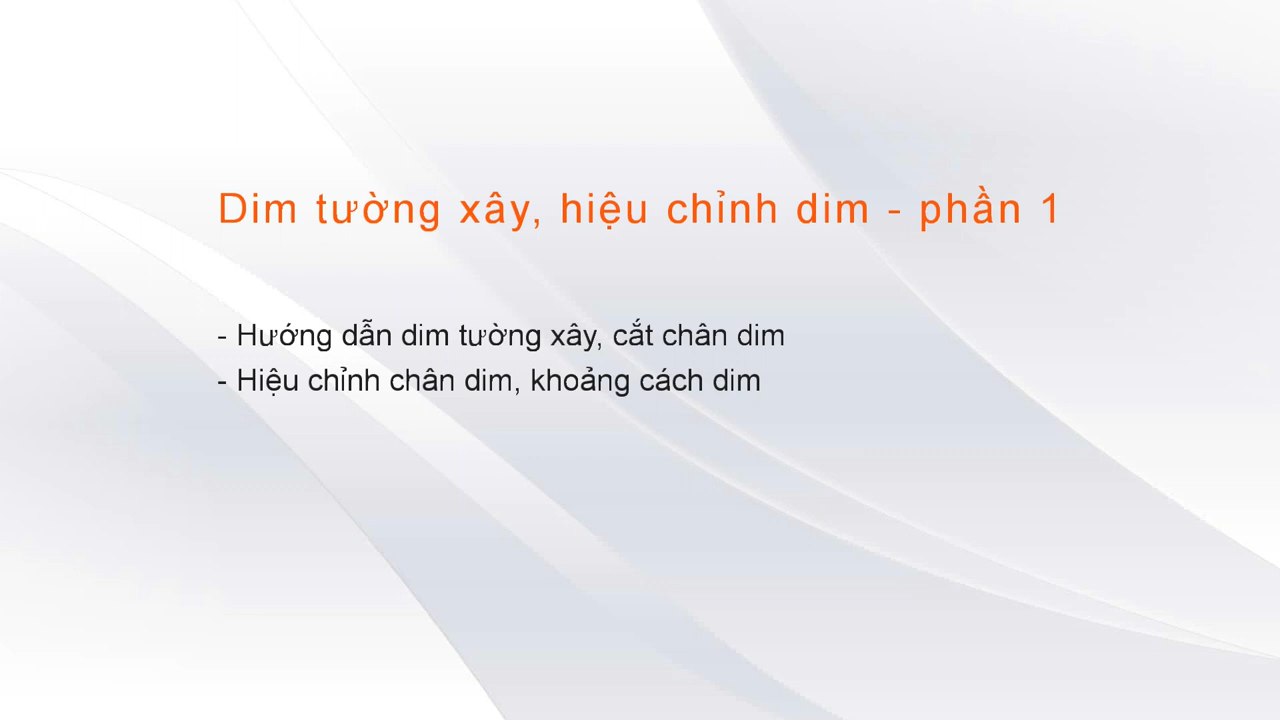 Dim tường xây, hiệu chỉnh dim - phần 1
- Hướng dẫn dim tường xây, cắt chân dim
- Hiệu chỉnh chân dim, khoảng cách dim